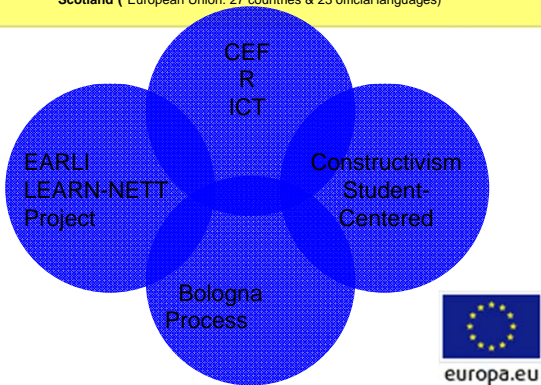 Scotland ( European Union: 27 countries & 23 official languages)
CEF
R
ICT
EARLI
LEARN-NETT
Project
Constructivism
Student-
Centered
Bologna
Process
europa.eu